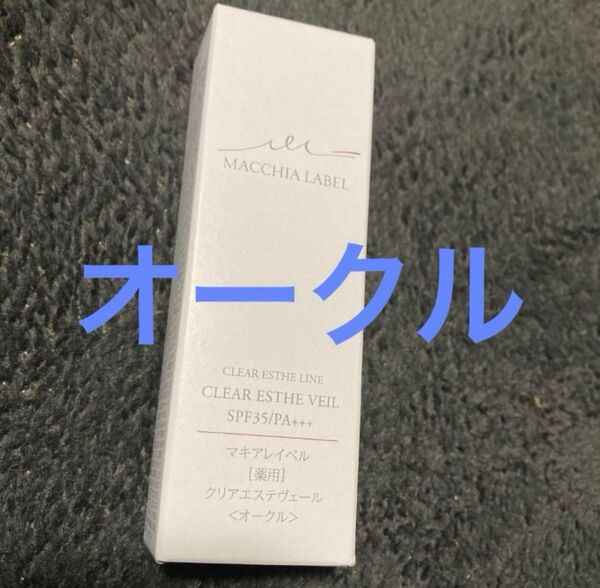 MACCHIA LABEL
オークル
CLEAR ESTHE LINE
CLEAR ESTHE VEIL
SPF35/PA+++
マキアレイベル
[薬用]
クリアエステヴェール
<オークル>